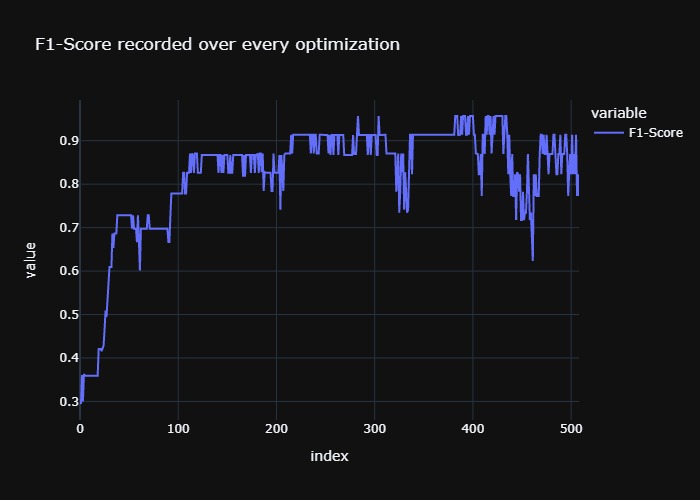 F1-Score recorded over every optimization
variable
F1-Score
0.9
0.8
0.7
0.6
0.5
0.4
0.3
value
0 100 200 300 400 500
index